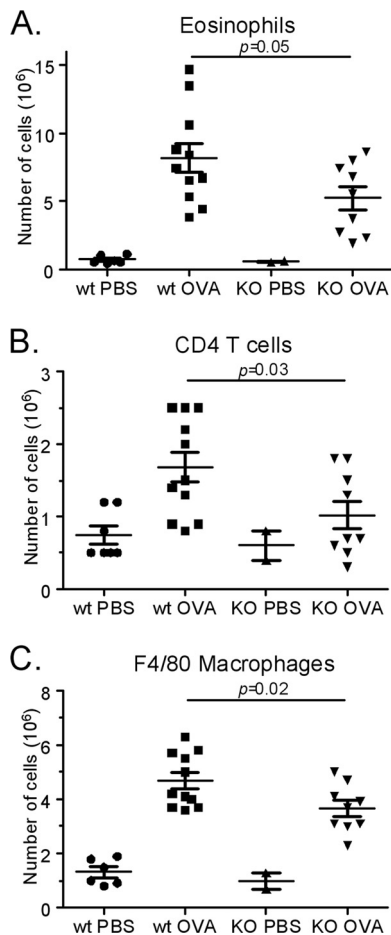 A.
Eosinophils
p=0.05
Number of cells (10⁶)
15
10
5
0
wt PBS wt OVA KO PBS KO OVA
B.
CD4 T cells
p=0.03
Number of cells (10⁶)
3
2
1
0
wt PBS wt OVA KO PBS KO OVA
C.
F4/80 Macrophages
p=0.02
Number of cells (10⁶)
8
6
4
2
0
wt PBS wt OVA KO PBS KO OVA